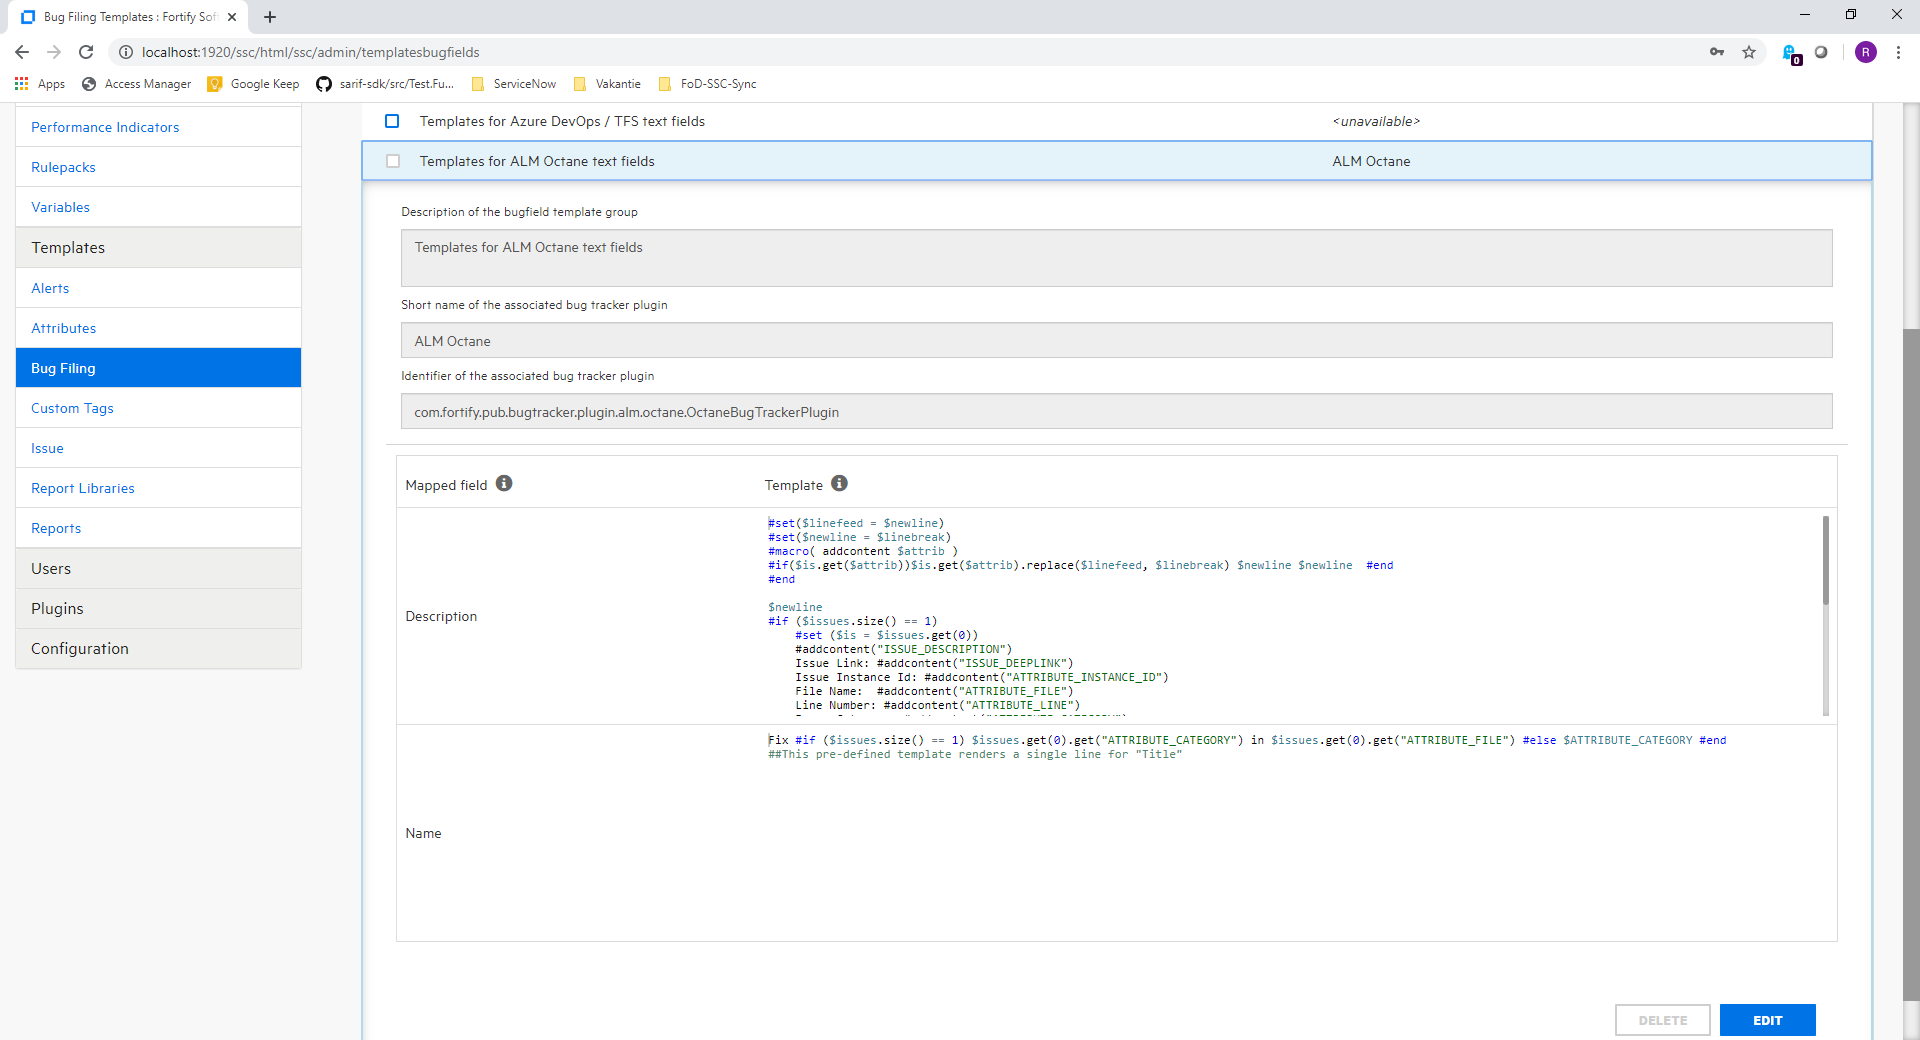 Bug Filing Templates : Fortify Sof
localhost:1920/ssc/html/ssc/admin/templatesbugfields
0
R
Apps
Access Manager
Google Keep
sarif-sdk/src/Test.Fu...
ServiceNow
Vakantie
FoD-SSC-Sync
Performance Indicators
Rulepacks
Variables
Templates
Alerts
Attributes
Bug Filing
Custom Tags
Issue
Report Libraries
Reports
Users
Plugins
Configuration
Templates for Azure DevOps / TFS text fields
<unavailable>
Templates for ALM Octane text fields
ALM Octane
Description of the bugfield template group
Templates for ALM Octane text fields
Short name of the associated bug tracker plugin
ALM Octane
Identifier of the associated bug tracker plugin
com.fortify.pub.bugtracker.plugin.alm.octane.OctaneBugTrackerPlugin
Mapped field
Template
Description
#set($linefeed = $newline)
#set($newline = $linebreak)
#macro( addcontent $attrib )
#if($is.get($attrib))$is.get($attrib).replace($linefeed, $linebreak) $newline $newline  #end
#end
$newline
#if ($issues.size() == 1)
#set ($is = $issues.get(0))
#addcontent("ISSUE_DESCRIPTION")
Issue Link: #addcontent("ISSUE_DEEPLINK")
Issue Instance Id: #addcontent("ATTRIBUTE_INSTANCE_ID")
File Name:  #addcontent("ATTRIBUTE_FILE")
Line Number: #addcontent("ATTRIBUTE_LINE")
Name
Fix #if ($issues.size() == 1) $issues.get(0).get("ATTRIBUTE_CATEGORY") in $issues.get(0).get("ATTRIBUTE_FILE") #else $ATTRIBUTE_CATEGORY #end
##This pre-defined template renders a single line for "Title"
DELETE
EDIT